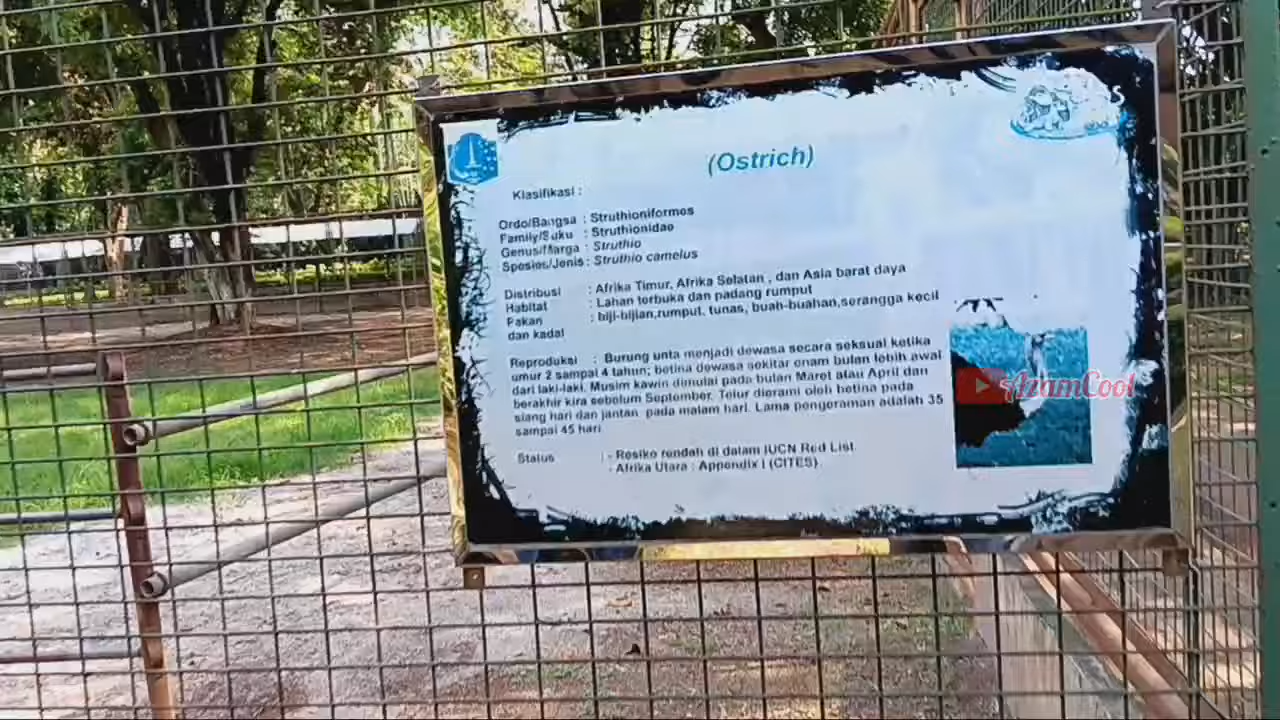 (Ostrich)
Klasifikasi :
Ordo/Bangsa : Struthioniformes
Family/Suku : Struthionidae
Genus/Marga : Struthio
Spesies/Jenis : Struthio camelus
Distribusi : Afrika Timur, Afrika Selatan , dan Asia barat daya
Habitat : Lahan terbuka dan padang rumput
Pakan : biji-bijian,rumput, tunas, buah-buahan,serangga kecil
dan kadal
Reproduksi : Burung unta menjadi dewasa secara seksual ketika
umur 2 sampai 4 tahun; betina dewasa sekitar enam bulan lebih awal
dari laki-laki. Musim kawin dimulai pada bulan Maret atau April dan
berakhir kira sebelum September. Telur dierami oleh betina pada
siang hari dan jantan pada malam hari. Lama pengeraman adalah 35
sampai 45 hari
Status : - Resiko rendah di dalam IUCN Red List
- Afrika Utara : Appendix I (CITES)
AzamCool